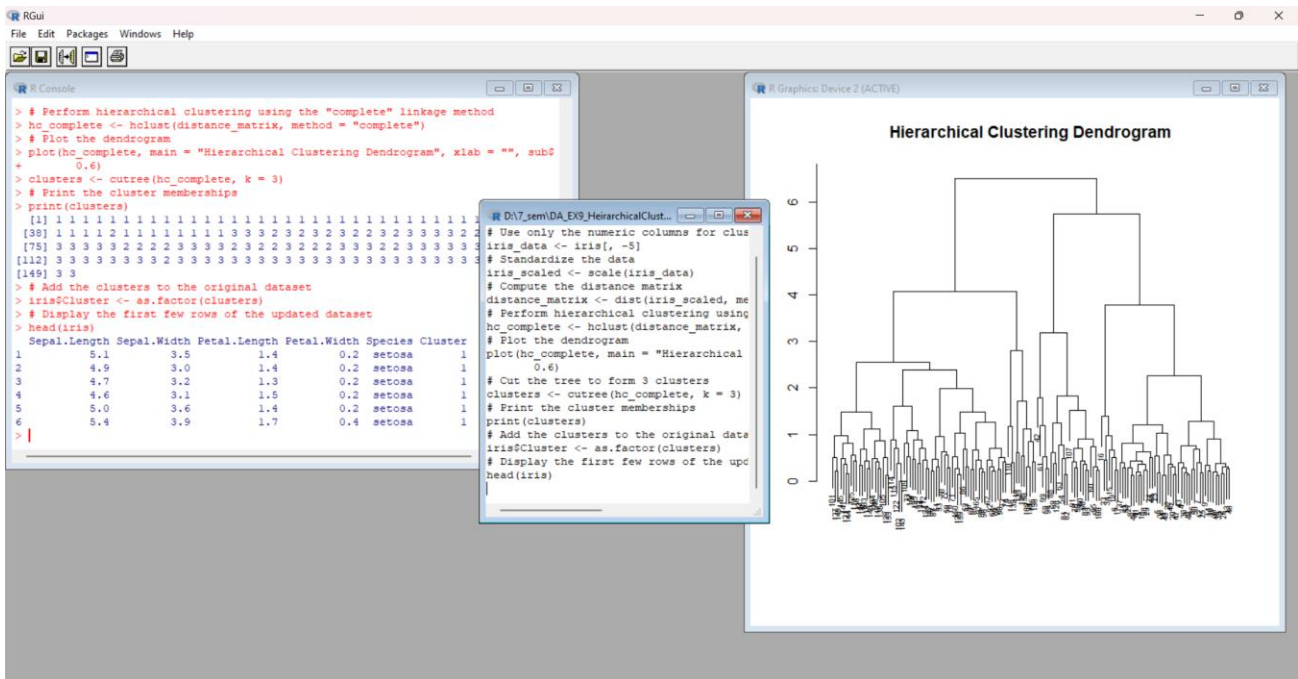 RGui
File Edit Packages Windows Help
R Console
> # Perform hierarchical clustering using the "complete" linkage method
> hc_complete <- hclust(distance_matrix, method = "complete")
> # Plot the dendrogram
> plot(hc_complete, main = "Hierarchical Clustering Dendrogram", xlab = "", sub$
+ 0.6)
> clusters <- cutree(hc_complete, k = 3)
> # Print the cluster memberships
> print(clusters)
[1] 1 1 1 1 1 1 1 1 1 1 1 1 1 1 1 1 1 1 1 1 1 1 1 1 1 1 1 1 1 1 1 1
[38] 1 1 1 1 2 1 1 1 1 1 1 1 1 3 3 3 2 3 2 3 2 3 2 2 3 2 3 3 3 3 2 2
[75] 3 3 3 3 3 2 2 2 2 3 3 3 3 2 3 2 2 3 2 2 2 3 3 3 2 2 3 3 3 3 3 3
[112] 3 3 3 3 3 3 3 3 2 3 3 3 3 3 3 3 3 3 3 3 3 3 3 3 3 3 3 3 3 3 3 3
[149] 3 3
> # Add the clusters to the original dataset
> iris$Cluster <- as.factor(clusters)
> # Display the first few rows of the updated dataset
> head(iris)
Sepal.Length Sepal.Width Petal.Length Petal.Width Species Cluster
1 5.1 3.5 1.4 0.2 setosa 1
2 4.9 3.0 1.4 0.2 setosa 1
3 4.7 3.2 1.3 0.2 setosa 1
4 4.6 3.1 1.5 0.2 setosa 1
5 5.0 3.6 1.4 0.2 setosa 1
6 5.4 3.9 1.7 0.4 setosa 1
>
D:\7_sem\DA_EX9_HeirarchicalClust...
# Use only the numeric columns for clus
iris_data <- iris[, -5]
# Standardize the data
iris_scaled <- scale(iris_data)
# Compute the distance matrix
distance_matrix <- dist(iris_scaled, me
# Perform hierarchical clustering using
hc_complete <- hclust(distance_matrix,
# Plot the dendrogram
plot(hc_complete, main = "Hierarchical
0.6)
# Cut the tree to form 3 clusters
clusters <- cutree(hc_complete, k = 3)
# Print the cluster memberships
print(clusters)
# Add the clusters to the original data
iris$Cluster <- as.factor(clusters)
# Display the first few rows of the upd
head(iris)
R Graphics: Device 2 (ACTIVE)
Hierarchical Clustering Dendrogram
6
5
4
3
2
1
0